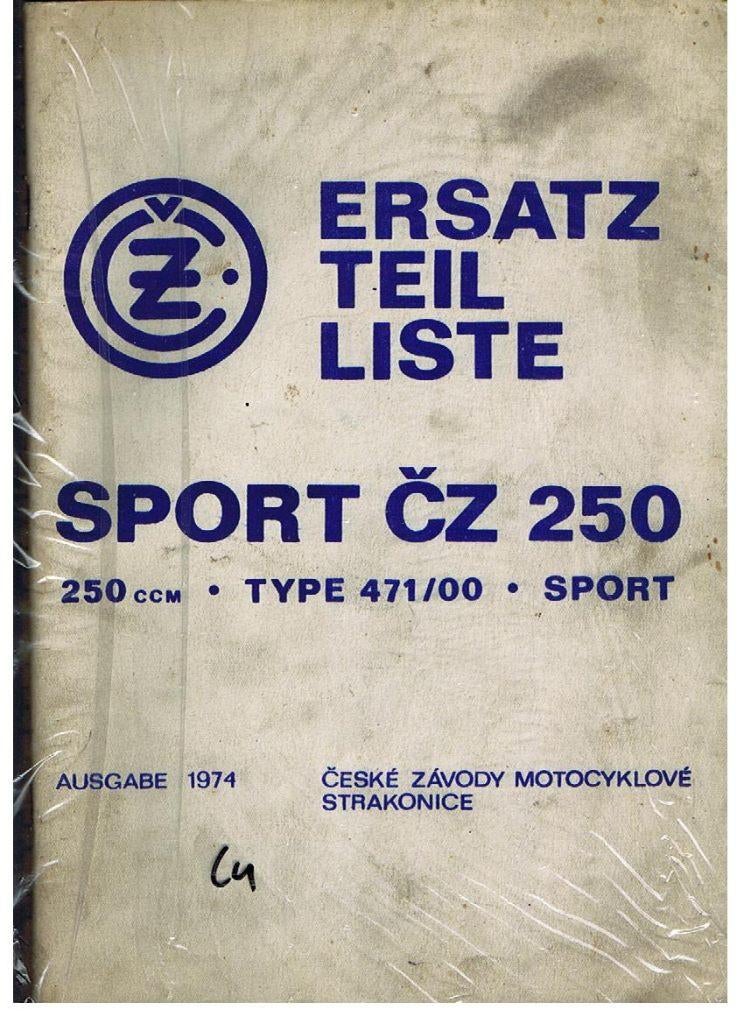 ČZ
ERSATZ
TEIL
LISTE
SPORT ČZ 250
250 CCM • TYPE 471/00 • SPORT
AUSGABE 1974
ČESKÉ ZÁVODY MOTOCYKLOVÉ
STRAKONICE